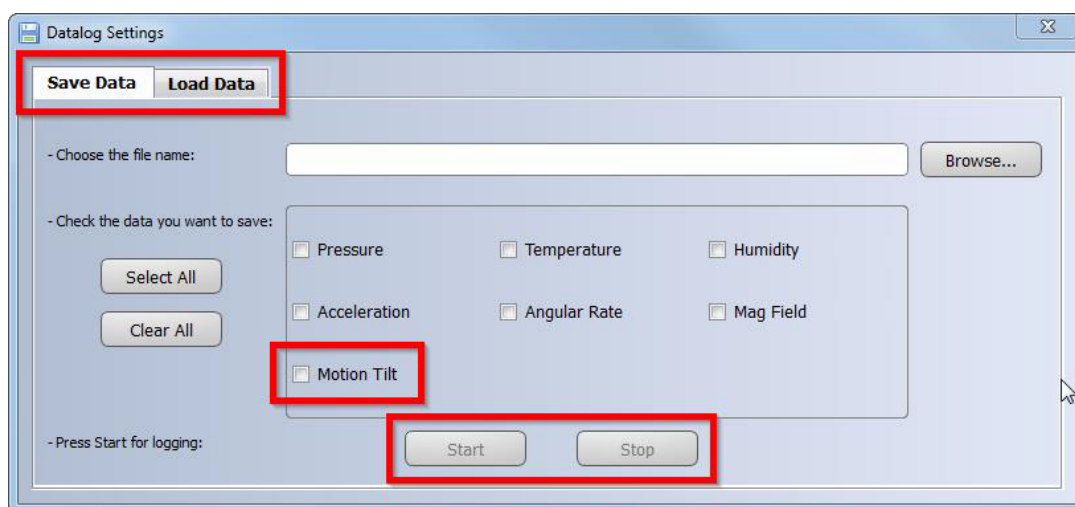 Datalog Settings
Save Data Load Data
- Choose the file name: Browse...
- Check the data you want to save:
Pressure Temperature Humidity
Select All
Acceleration Angular Rate Mag Field
Clear All
Motion Tilt
- Press Start for logging: Start Stop